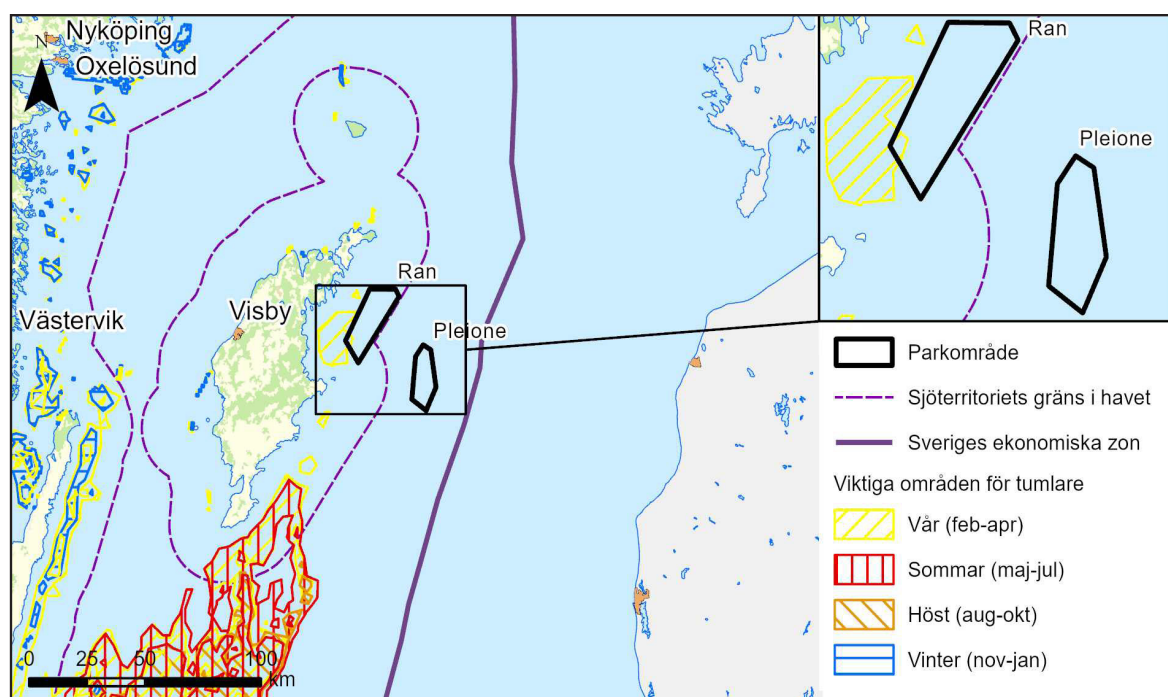 Nyköping
N
Oxelösund
Västervik
Visby
Ran
Pleione
0 25 50 100
km
Ran
Pleione
Parkområde
Sjöterritoriets gräns i havet
Sveriges ekonomiska zon
Viktiga områden för tumlare
Vår (feb-apr)
Sommar (maj-jul)
Höst (aug-okt)
Vinter (nov-jan)